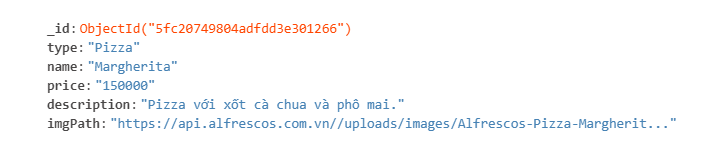 _id: ObjectId("5fc20749804adfdd3e301266")
type: "Pizza"
name: "Margherita"
price: "150000"
description: "Pizza với xốt cà chua và phô mai."
imgPath: "https://api.alfrescos.com.vn//uploads/images/Alfrescos-Pizza-Margherit..."